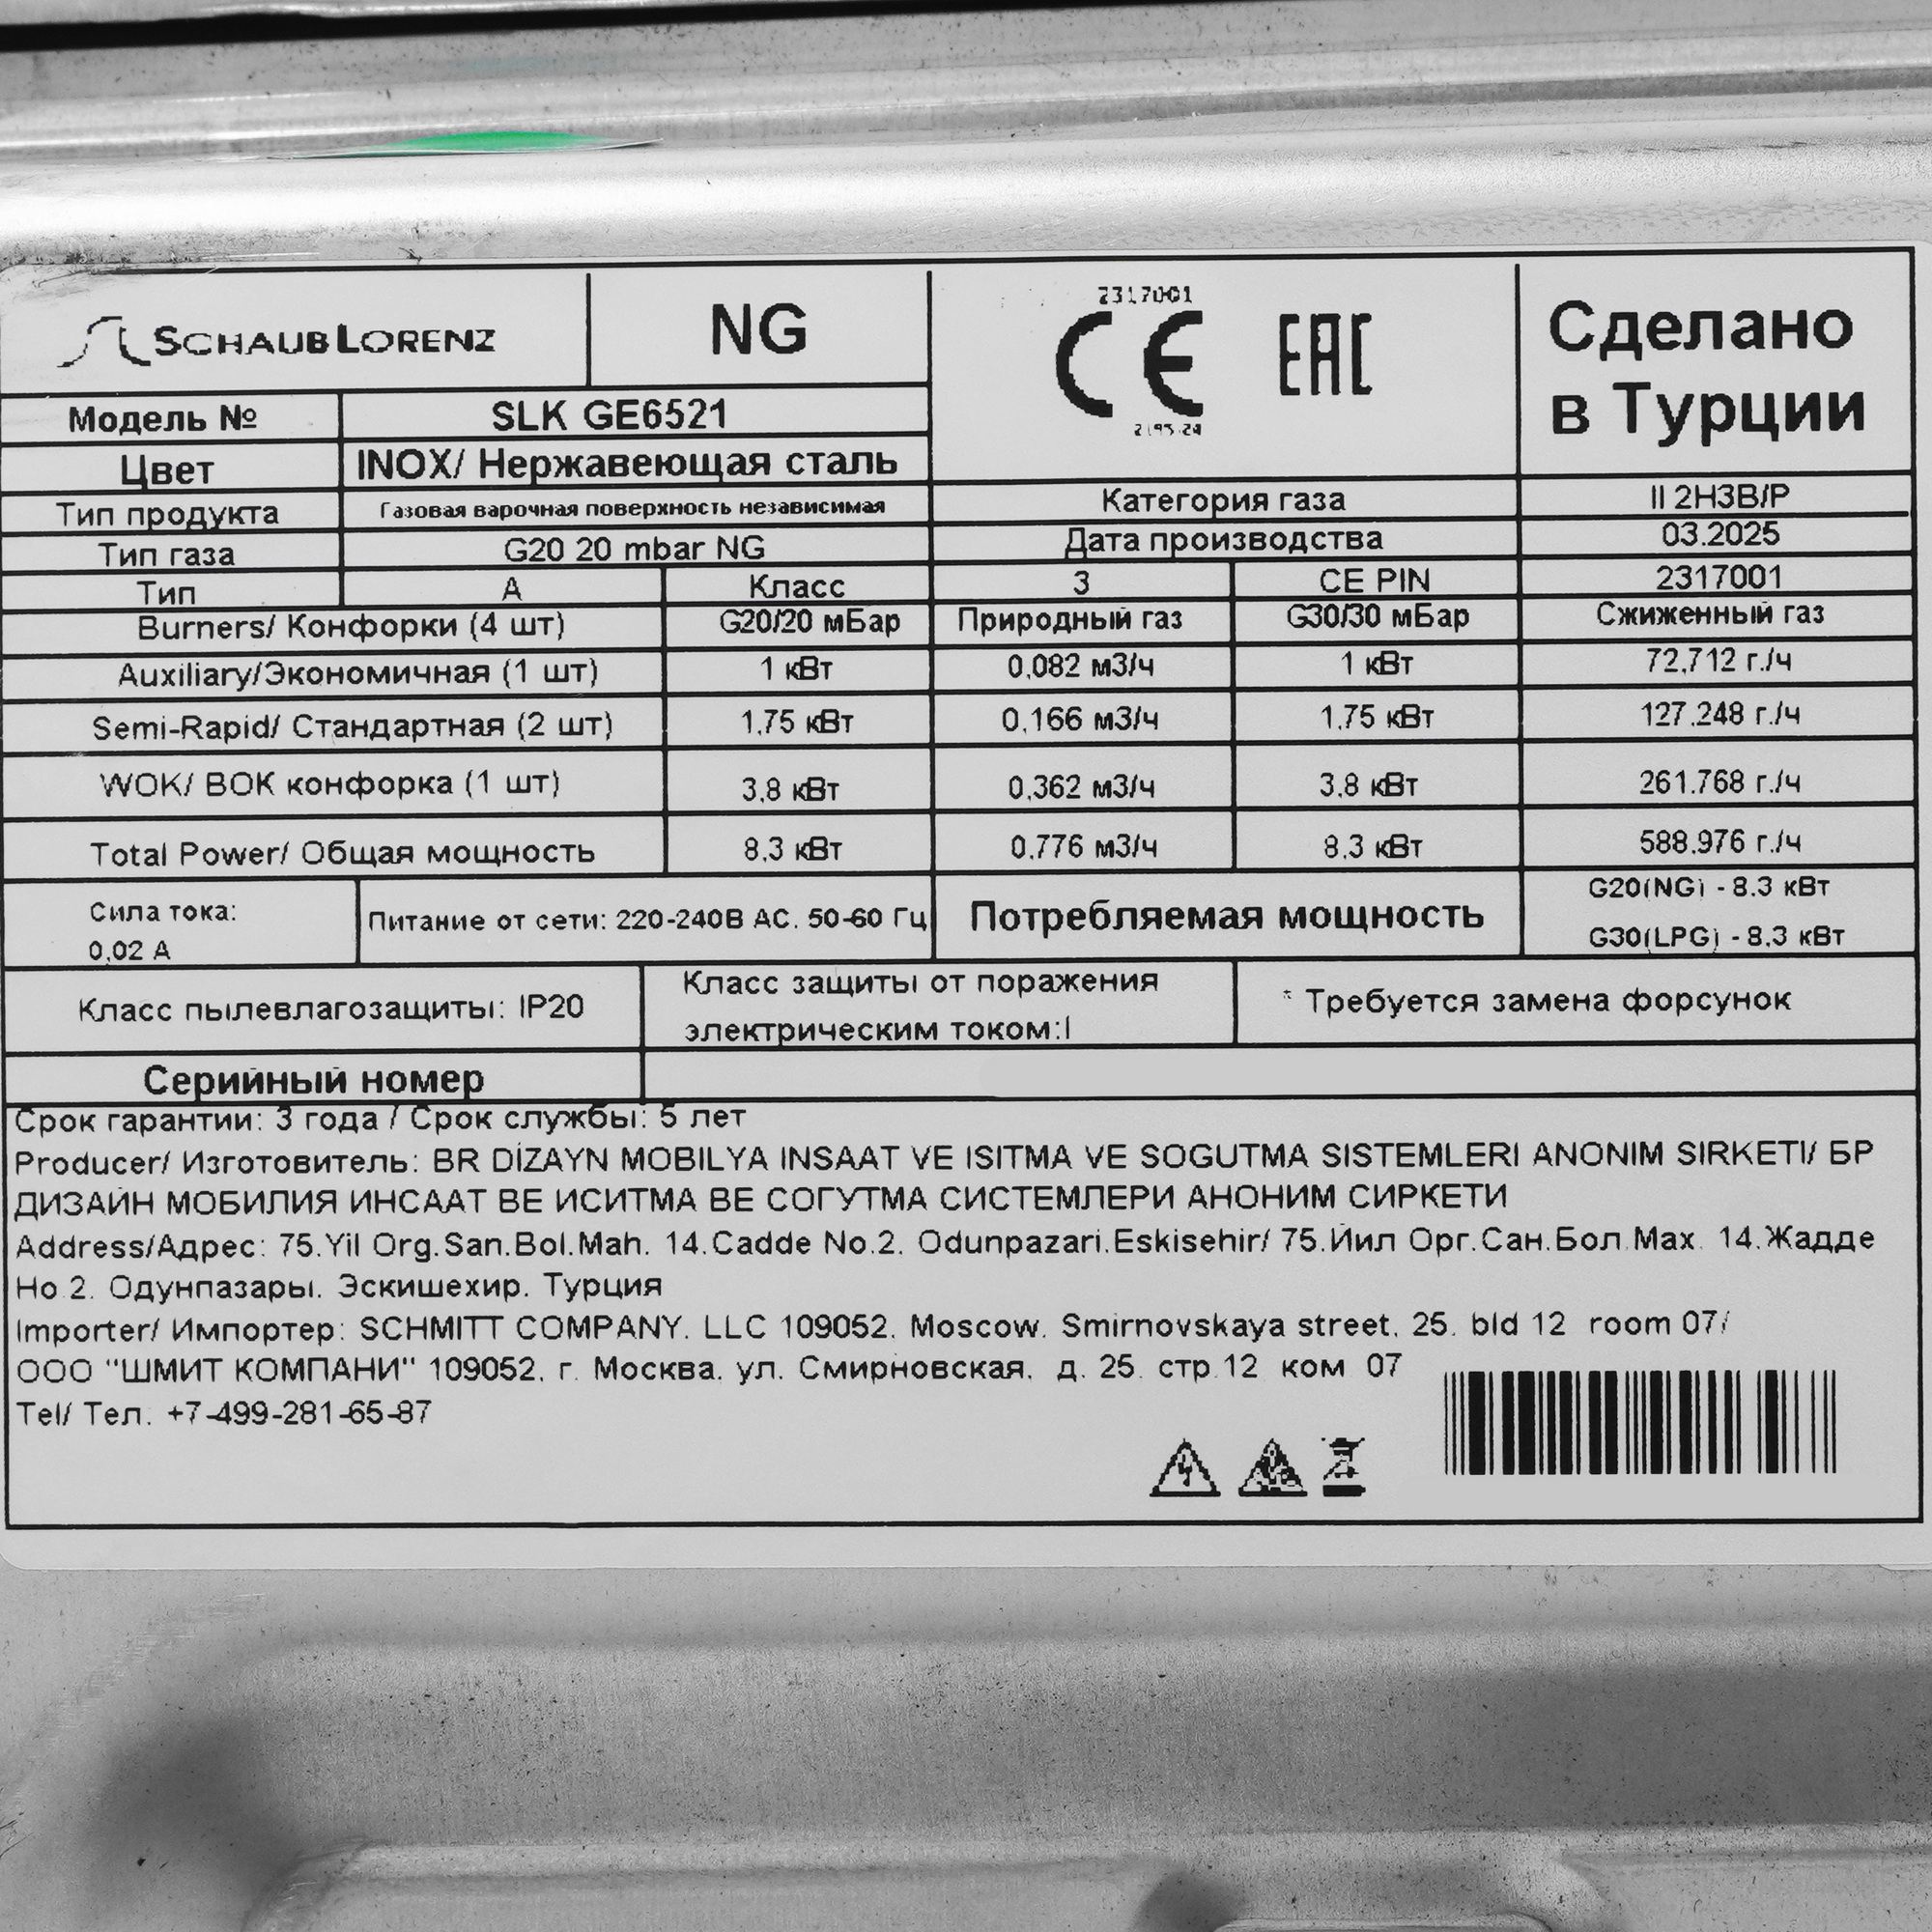 SCHAUB LORENZ
NG
2317001
CE EAC
Сделано
в Турции
Модель № SLK GE6521
Цвет INOX/ Нержавеющая сталь
Тип продукта Газовая варочная поверхность независимая
Категория газа II 2H3B/P
Тип газа G20 20 mbar NG
Дата производства 03.2025
Тип A Класс 3 CE PIN 2317001
Burners/ Конфорки (4 шт) G20/20 мБар Природный газ G30/30 мБар Сжиженный газ
Auxiliary/Экономичная (1 шт) 1 кВт 0,082 м3/ч 1 кВт 72,712 г./ч
Semi-Rapid/ Стандартная (2 шт) 1,75 кВт 0,166 м3/ч 1,75 кВт 127.248 г./ч
WOK/ ВОК конфорка (1 шт) 3,8 кВт 0,362 м3/ч 3,8 кВт 261.768 г./ч
Total Power/ Общая мощность 8,3 кВт 0,776 м3/ч 8,3 кВт 588.976 г./ч
Сила тока:
0,02 А
Питание от сети: 220-240В AC. 50-60 Гц
Потребляемая мощность
G20(NG) - 8.3 кВт
G30(LPG) - 8.3 кВт
Класс пылевлагозащиты: IP20
Класс защиты от поражения
электрическим током:I
* Требуется замена форсунок
Серийный номер
Срок гарантии: 3 года / Срок службы: 5 лет
Producer/ Изготовитель: BR DİZAYN MOBILYA INSAAT VE ISITMA VE SOGUTMA SISTEMLERI ANONIM SIRKETI/ БР
ДИЗАЙН МОБИЛИЯ ИНСААТ ВЕ ИСИТМА ВЕ СОГУТМА СИСТЕМЛЕРИ АНОНИМ СИРКЕТИ
Address/Адрес: 75.Yil Org.San.Bol.Mah. 14.Cadde No.2. Odunpazari.Eskisehir/ 75.Йил Орг.Сан.Бол.Мах. 14.Жадде
Но.2. Одунпазары. Эскишехир. Турция
Importer/ Импортер: SCHMITT COMPANY. LLC 109052. Moscow. Smirnovskaya street. 25. bld 12 room 07/
ООО "ШМИТ КОМПАНИ" 109052. г. Москва. ул. Смирновская. д. 25. стр.12 ком 07
Tel/ Тел.: +7-499-281-65-87